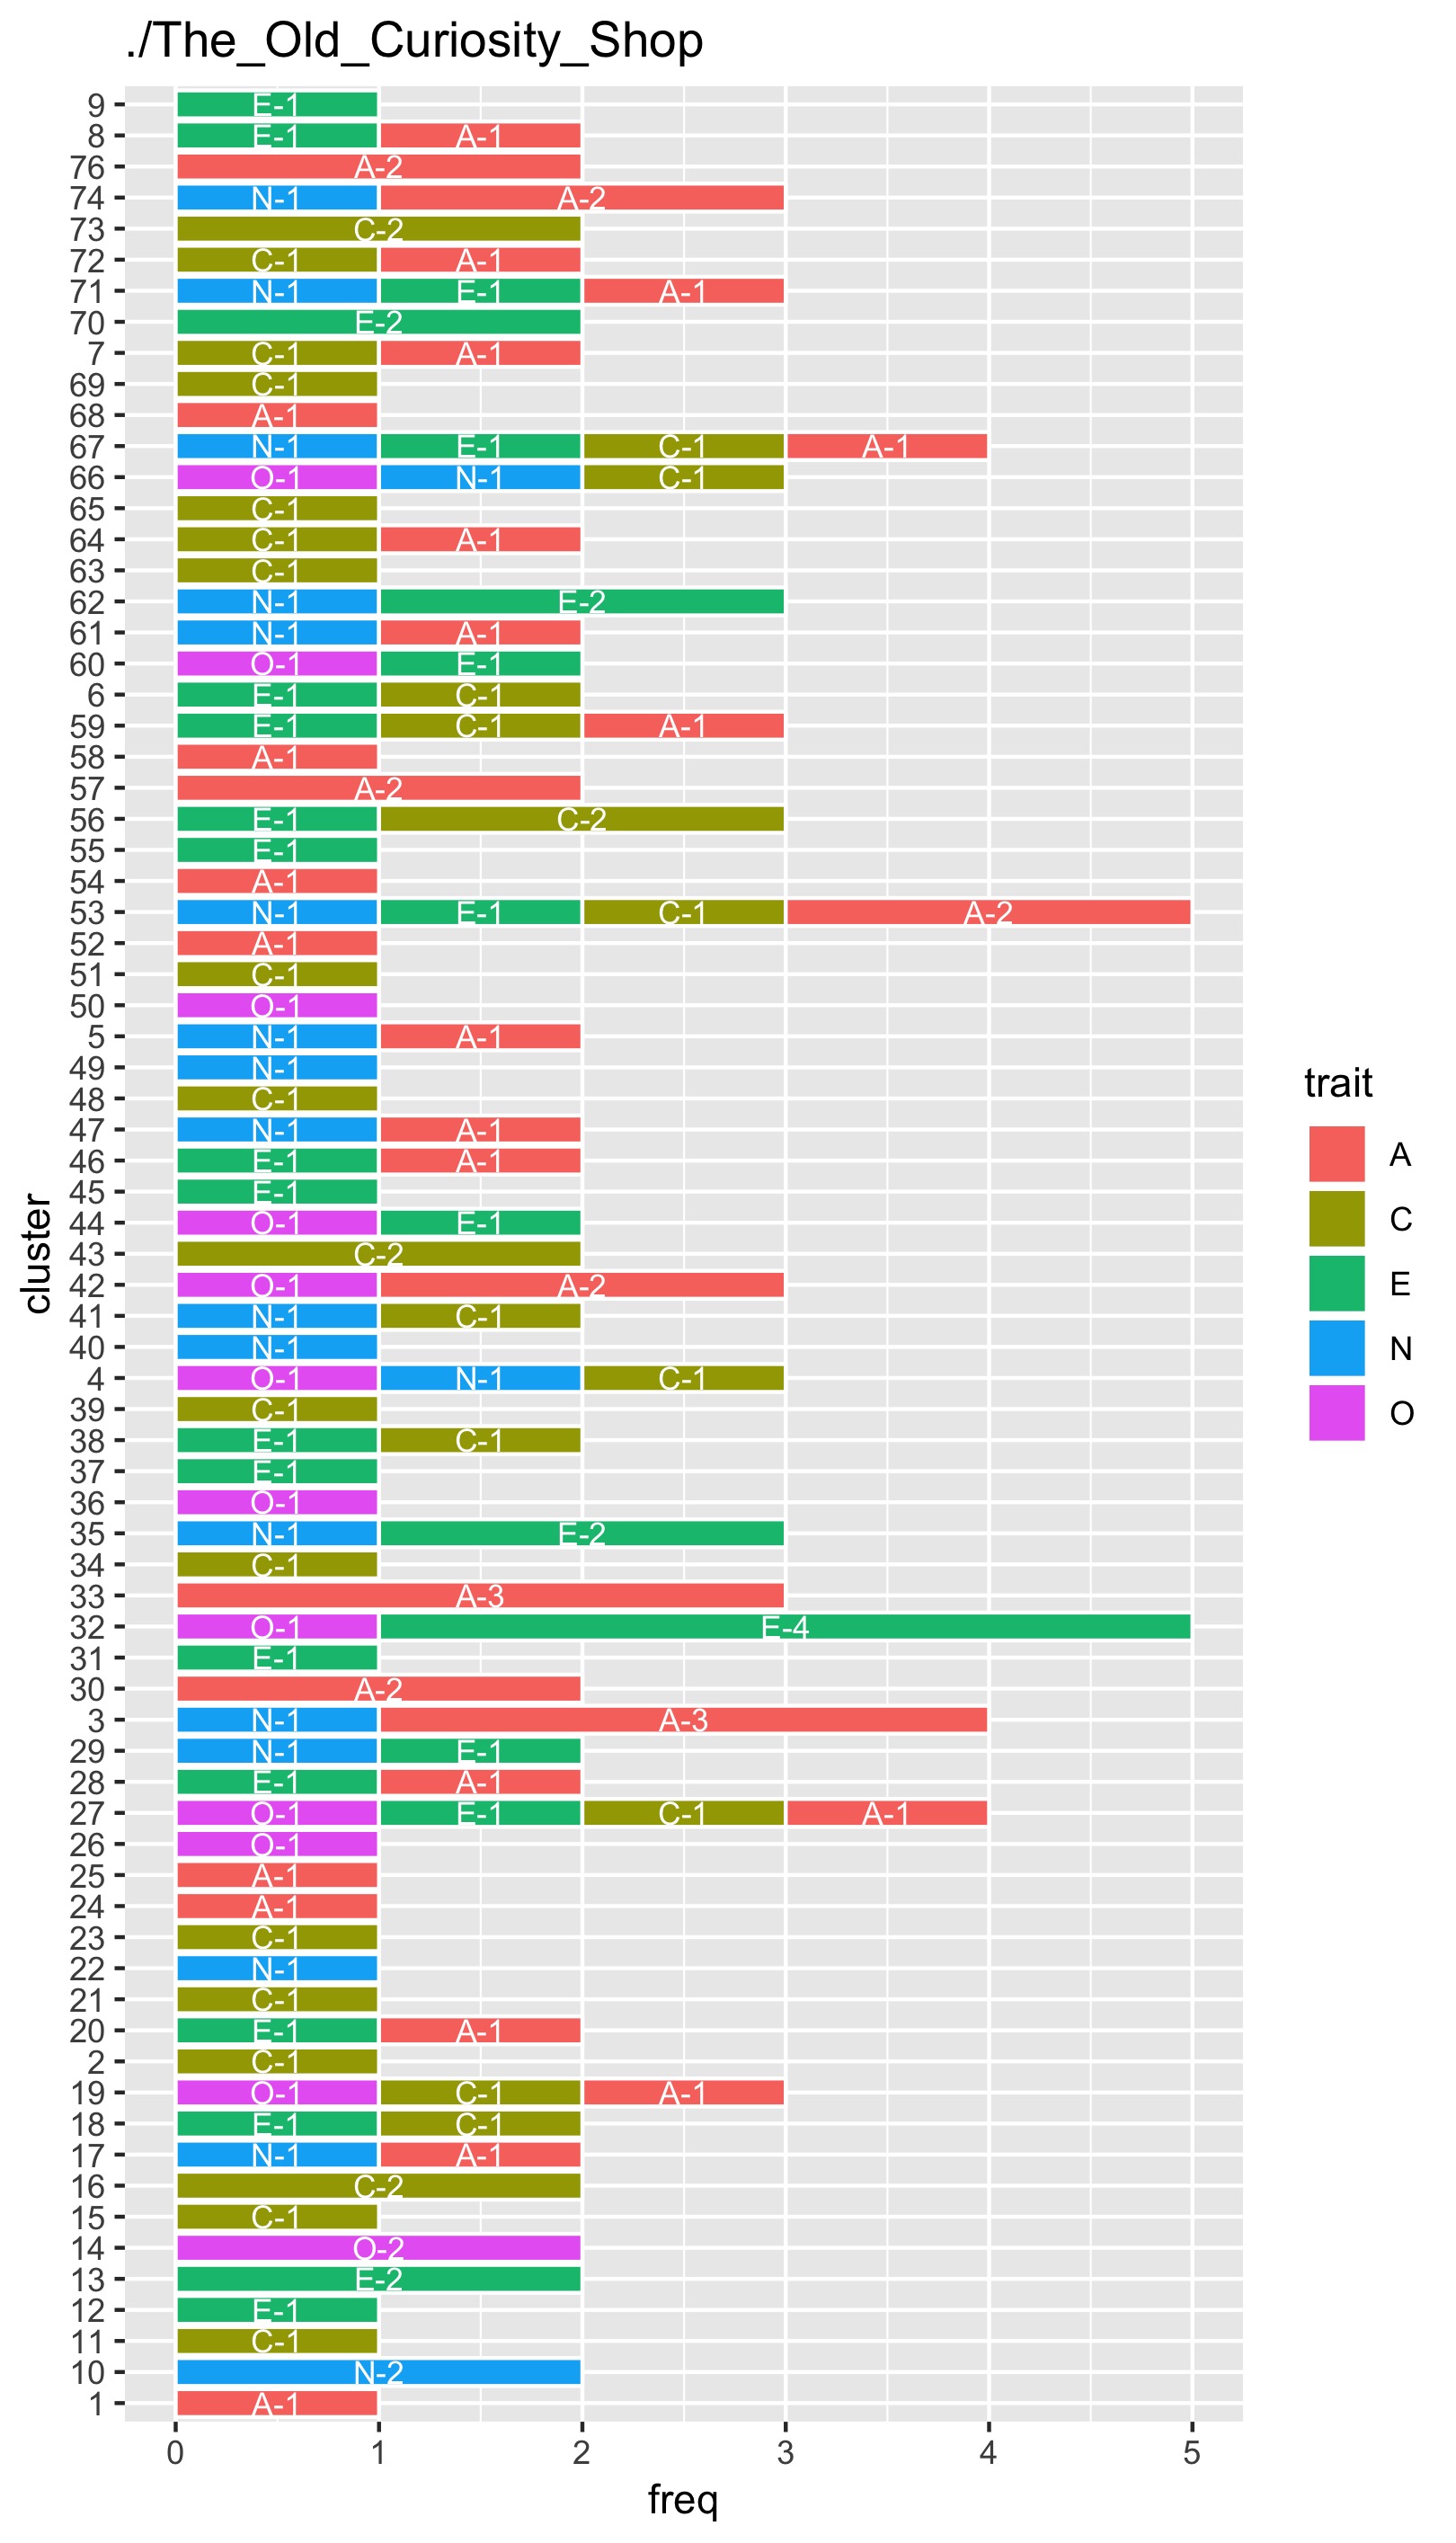 ./The_Old_Curiosity_Shop
9 E-1
8 E-1 A-1
76 A-2
74 N-1 A-2
73 C-2
72 C-1 A-1
71 N-1 E-1 A-1
70 E-2
7 C-1 A-1
69 C-1
68 A-1
67 N-1 E-1 C-1 A-1
66 O-1 N-1 C-1
65 C-1
64 C-1 A-1
63 C-1
62 N-1 E-2
61 N-1 A-1
60 O-1 E-1
6 E-1 C-1
59 E-1 C-1 A-1
58 A-1
57 A-2
56 E-1 C-2
55 E-1
54 A-1
53 N-1 E-1 C-1 A-2
52 A-1
51 C-1
50 O-1
5 N-1 A-1
49 N-1
48 C-1
47 N-1 A-1
46 E-1 A-1
45 E-1
44 O-1 E-1
43 C-2
42 O-1 A-2
41 N-1 C-1
40 N-1
4 O-1 N-1 C-1
39 C-1
38 E-1 C-1
37 E-1
36 O-1
35 N-1 E-2
34 C-1
33 A-3
32 O-1 E-4
31 E-1
30 A-2
3 N-1 A-3
29 N-1 E-1
28 E-1 A-1
27 O-1 E-1 C-1 A-1
26 O-1
25 A-1
24 A-1
23 C-1
22 N-1
21 C-1
20 E-1 A-1
2 C-1
19 O-1 C-1 A-1
18 E-1 C-1
17 N-1 A-1
16 C-2
15 C-1
14 O-2
13 E-2
12 E-1
11 C-1
10 N-2
1 A-1
0 1 2 3 4 5
freq
cluster
trait
A
C
E
N
O